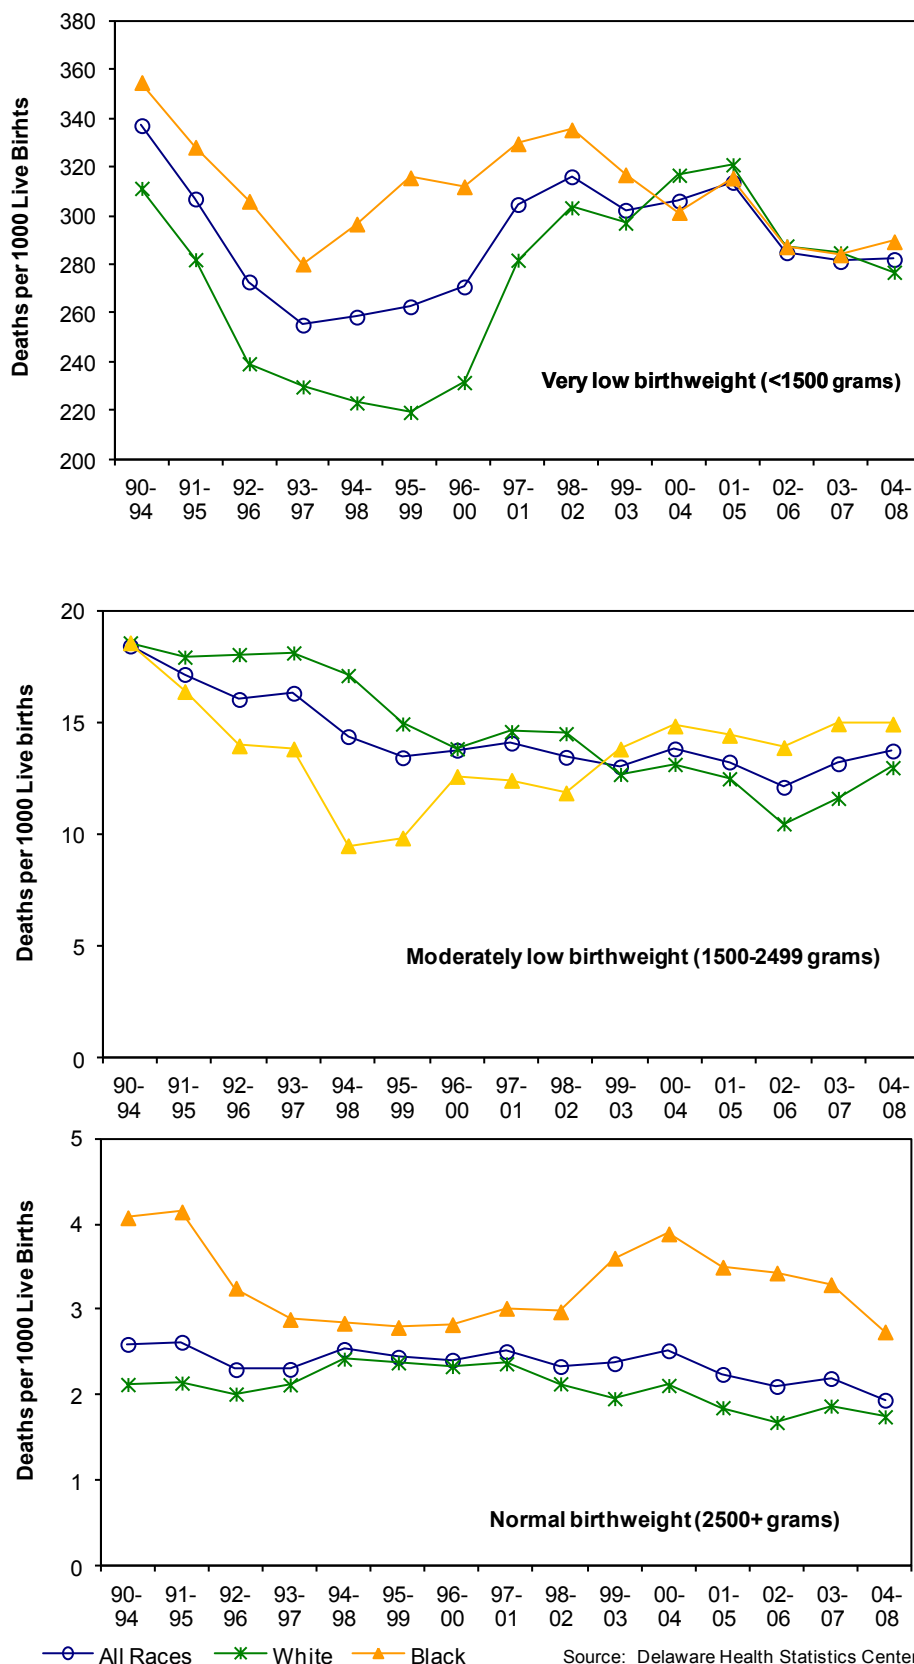 380
360
340
320
300
280
260
240
220
200
Deaths per 1000 Live Birhts
Very low birthweight (<1500 grams)
90- 91- 92- 93- 94- 95- 96- 97- 98- 99- 00- 01- 02- 03- 04-
94 95 96 97 98 99 00 01 02 03 04 05 06 07 08
20
15
10
5
0
Deaths per 1000 Live births
Moderately low birthweight (1500-2499 grams)
90- 91- 92- 93- 94- 95- 96- 97- 98- 99- 00- 01- 02- 03- 04-
94 95 96 97 98 99 00 01 02 03 04 05 06 07 08
5
4
3
2
1
0
Deaths per 1000 Live Births
Normal birthweight (2500+ grams)
90- 91- 92- 93- 94- 95- 96- 97- 98- 99- 00- 01- 02- 03- 04-
94 95 96 97 98 99 00 01 02 03 04 05 06 07 08
All Races White Black Source: Delaware Health Statistics Center